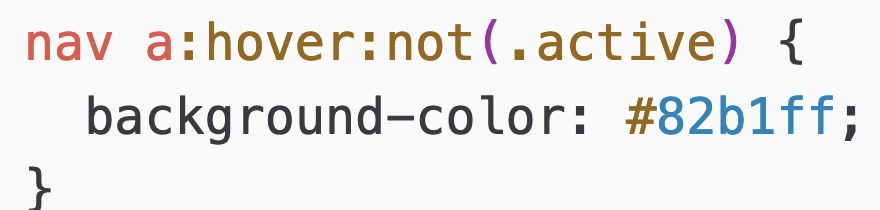 nav a:hover:not(.active) {
  background-color: #82b1ff;
}